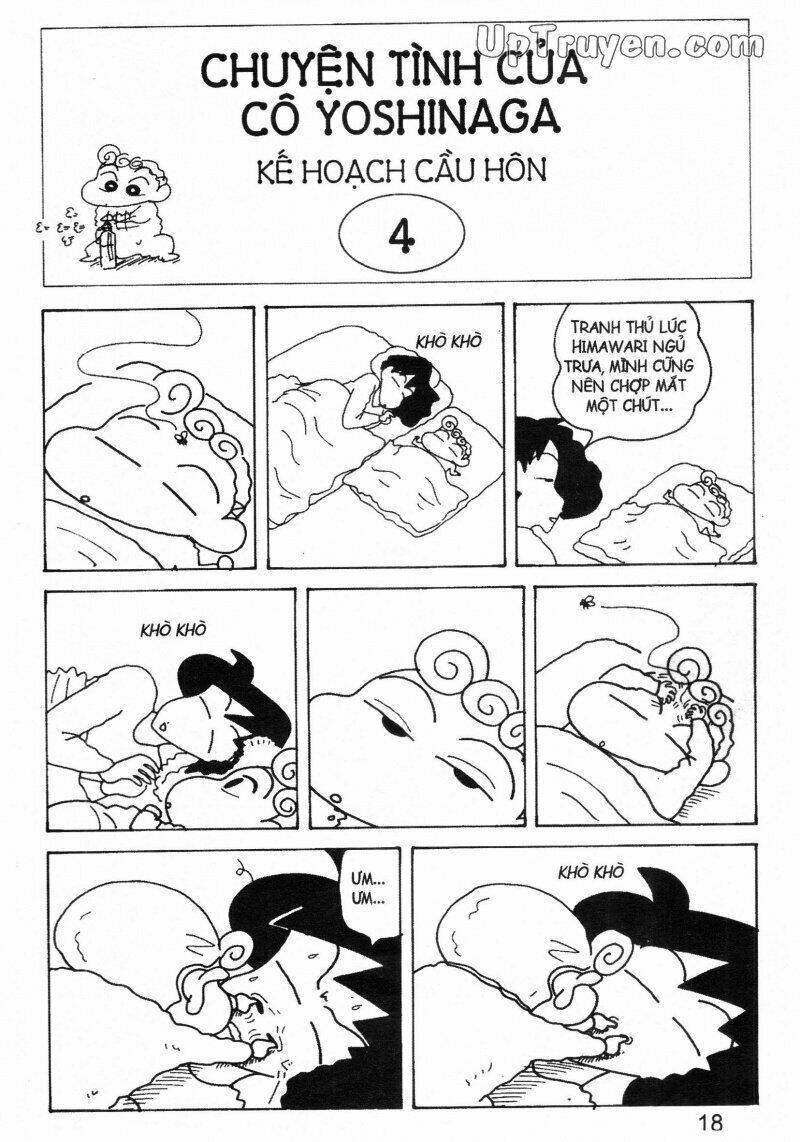 UpTruyen.com
CHUYỆN TÌNH CỦA
CÔ YOSHINAGA
KẾ HOẠCH CẦU HÔN
4
TRANH THỦ LÚC
HIMAWARI NGỦ
TRƯA, MÌNH CŨNG
NÊN CHỢP MẮT
MỘT CHÚT...
KHÒ KHÒ
KHÒ KHÒ
KHÒ KHÒ
ƯM...
ƯM...
18